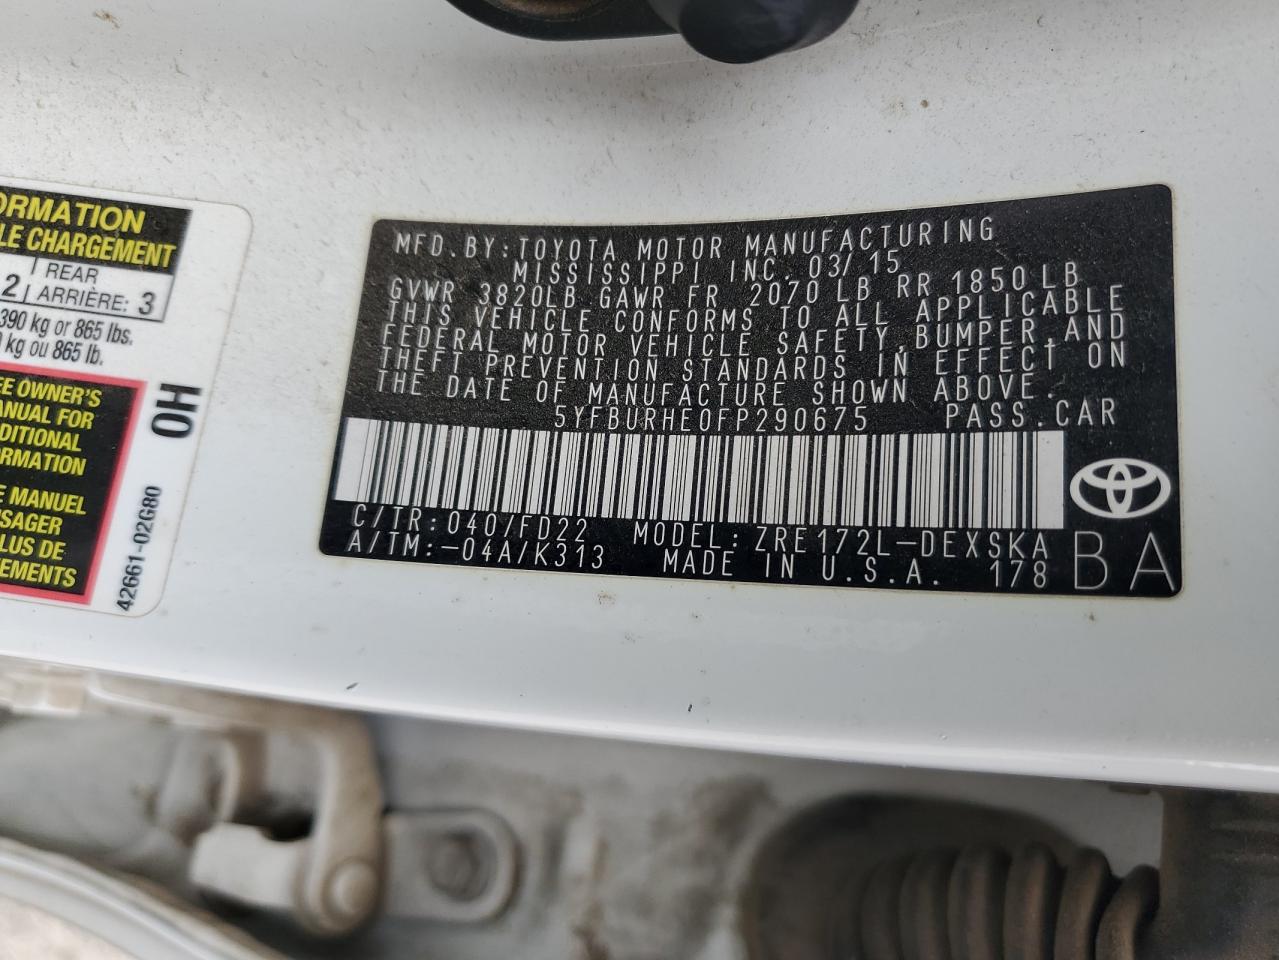 ORMATION
LE CHARGEMENT
2 REAR
ARRIÈRE: 3
390 kg or 865 lbs.
kg ou 865 lb.
EE OWNER'S
ANUAL FOR
DITIONAL
ORMATION
E MANUEL
SAGER
PLUS DE
EMENTS
OH
42661-02G80
MFD.BY:TOYOTA MOTOR MANUFACTURING
MISSISSIPPI INC. 03/15
GVWR 3820LB GAWR FR 2070LB RR 1850LB
THIS VEHICLE CONFORMS TO ALL APPLICABLE
FEDERAL MOTOR VEHICLE SAFETY,BUMPER,AND
THEFT PREVENTION STANDARDS IN EFFECT ON
THE DATE OF MANUFACTURE SHOWN ABOVE.
5YFBURHE0FP290675 PASS.CAR
C/TR: 040/FD22 MODEL: ZRE172L-DEXSKA
A/TM:-04A/K313 MADE IN U.S.A. 178 BA